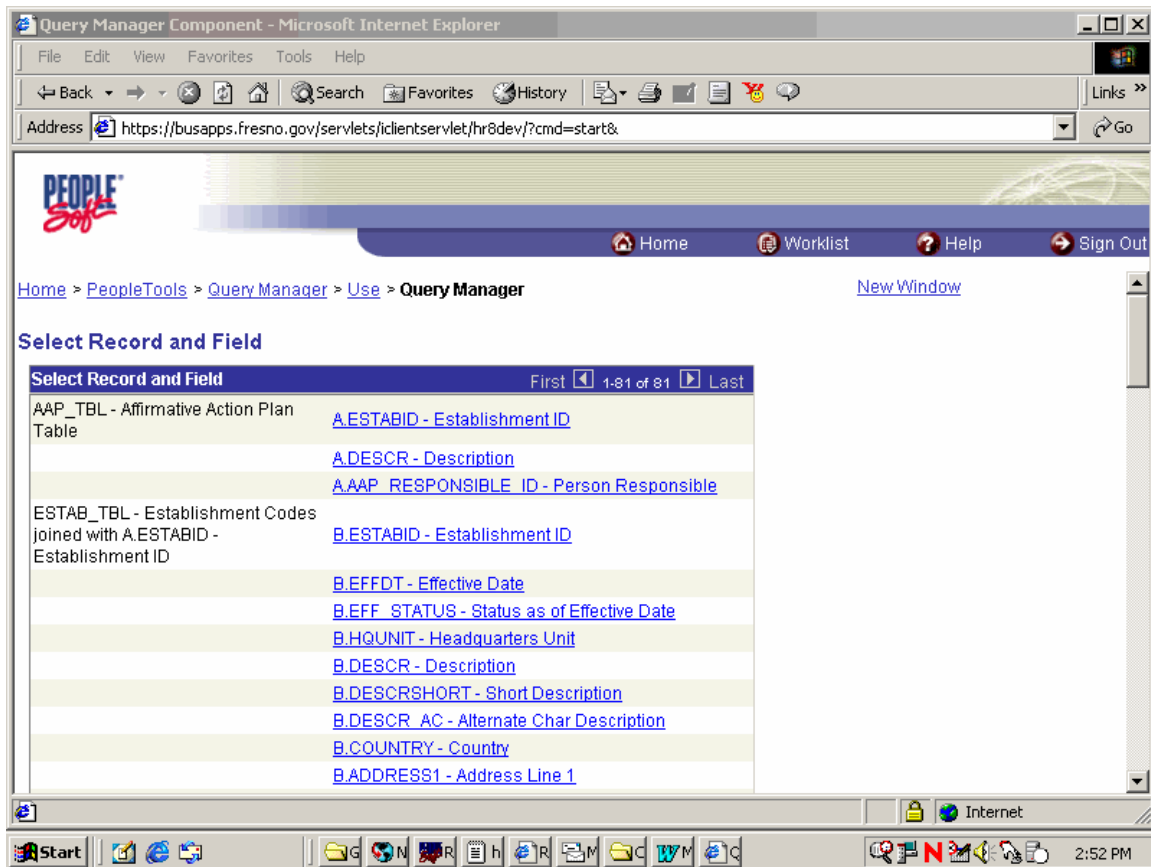 Query Manager Component - Microsoft Internet Explorer
File Edit View Favorites Tools Help
Back Search Favorites History Links »
Address https://busapps.fresno.gov/servlets/iclientservlet/hr8dev/?cmd=start& Go
PEOPLE
Soft
Home Worklist Help Sign Out
Home > PeopleTools > Query Manager > Use > Query Manager New Window
Select Record and Field
Select Record and Field First 1-81 of 81 Last
AAP_TBL - Affirmative Action Plan
Table
A.ESTABID - Establishment ID
A.DESCR - Description
A.AAP_RESPONSIBLE_ID - Person Responsible
ESTAB_TBL - Establishment Codes
joined with A.ESTABID -
Establishment ID
B.ESTABID - Establishment ID
B.EFFDT - Effective Date
B.EFF_STATUS - Status as of Effective Date
B.HQUNIT - Headquarters Unit
B.DESCR - Description
B.DESCRSHORT - Short Description
B.DESCR_AC - Alternate Char Description
B.COUNTRY - Country
B.ADDRESS1 - Address Line 1
Internet
Start G N R h R M C M C 2:52 PM